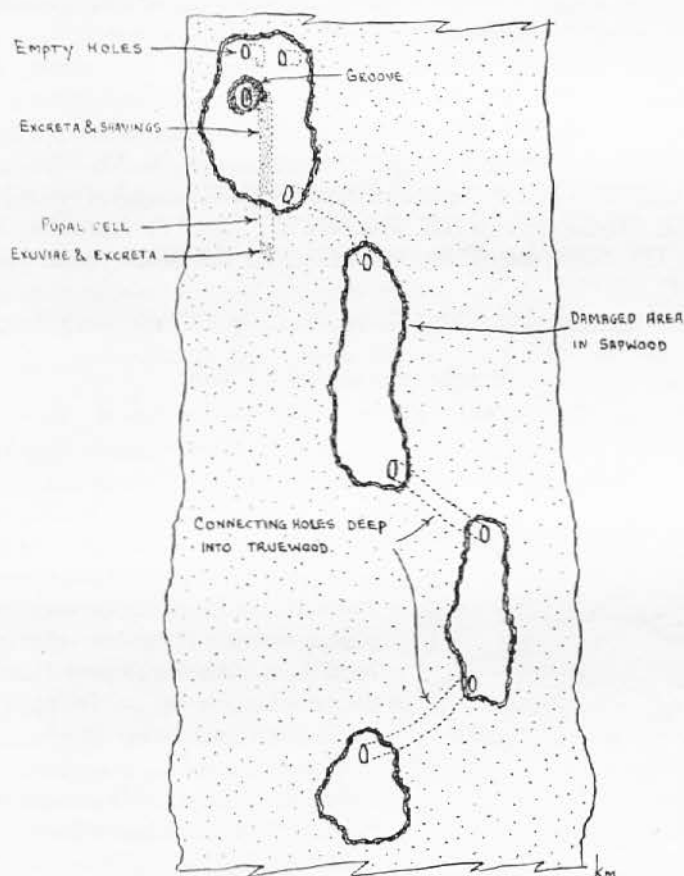 EMPTY HOLES
GROOVE
EXCRETA & SHAVINGS
PUPAL CELL
EXUVIAE & EXCRETA
DAMAGED AREA
IN SAPWOOD
CONNECTING HOLES DEEP
INTO TRUEWOOD.
km